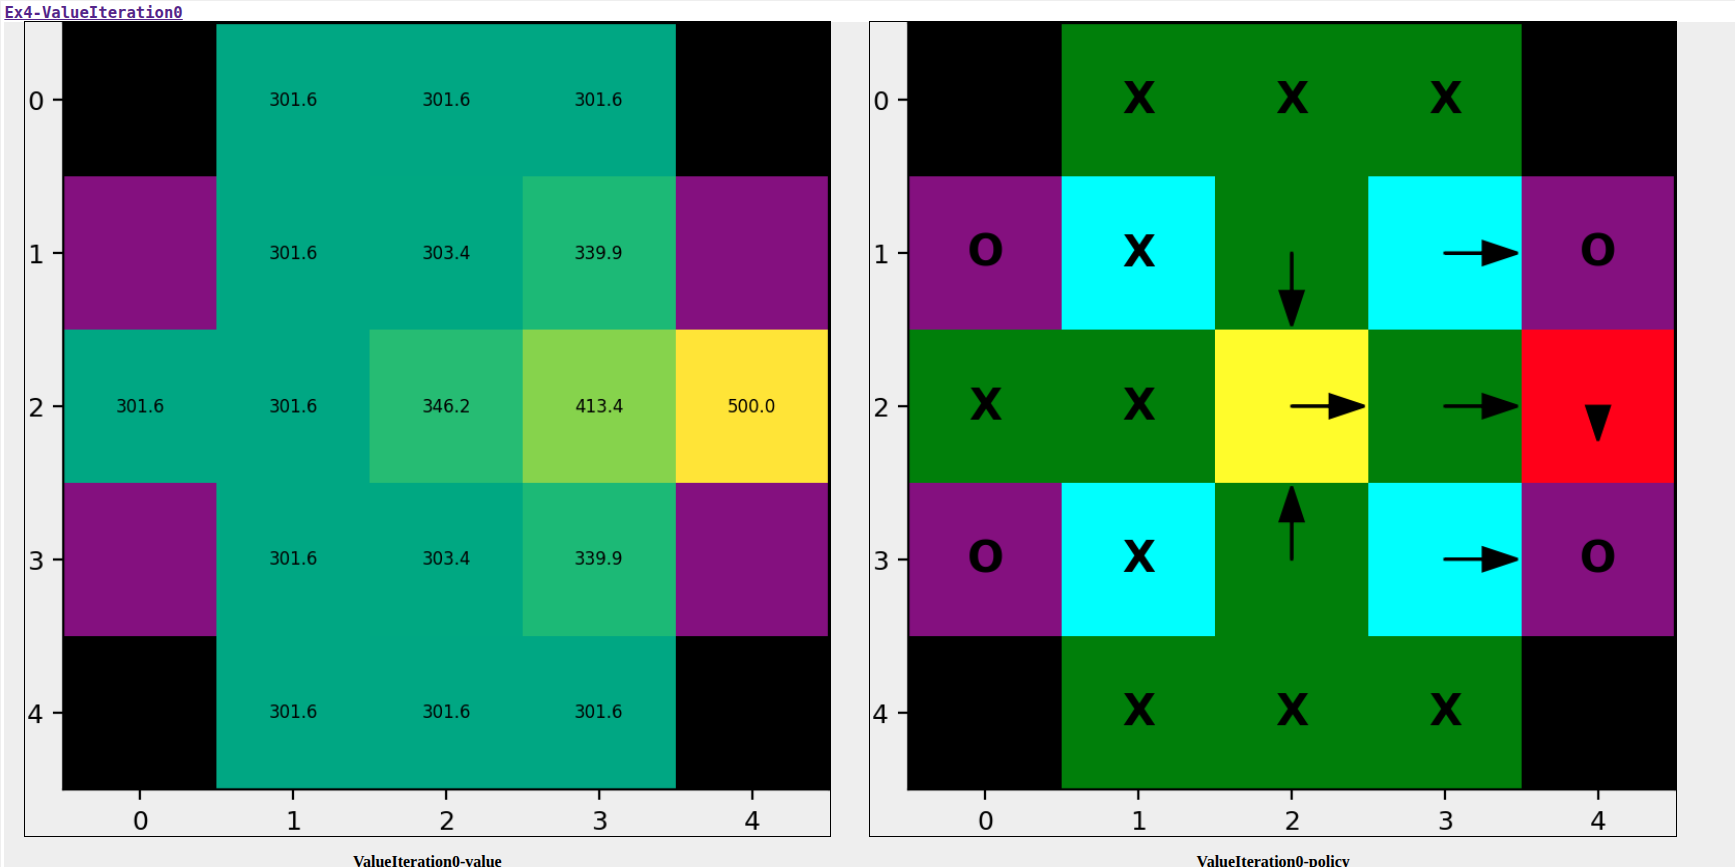 Ex4-ValueIteration0
0 301.6 301.6 301.6 0 X X X
1 301.6 303.4 339.9 1 O X O
2 301.6 301.6 346.2 413.4 500.0 2 X X
3 301.6 303.4 339.9 3 O X O
4 301.6 301.6 301.6 4 X X X
0 1 2 3 4 0 1 2 3 4
ValueIteration0-value ValueIteration0-policy